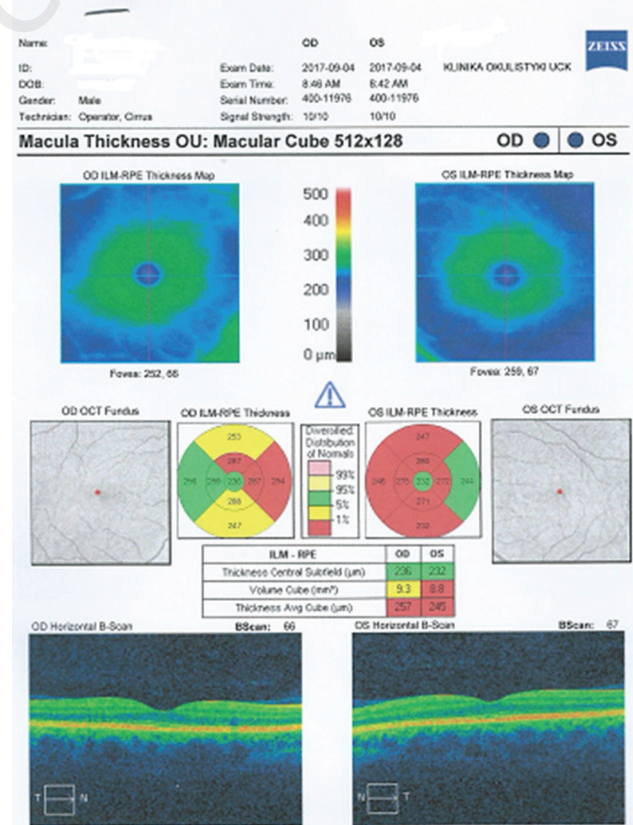 Name: OD OS
ZEISS
ID: Exam Date: 2017-09-04 2017-09-04 KLINIKA OKULISTYKI UCK
DOB: Exam Time: 8:46 AM 8:42 AM
Gender: Male Serial Number: 400-11976 400-11976
Technician: Operator, Cirrus Signal Strength: 10/10 10/10
Macula Thickness OU: Macular Cube 512x128 OD OS
OD ILM-RPE Thickness Map OS ILM-RPE Thickness Map
500
400
300
200
100
0 µm
Fovea: 252, 66 Fovea: 259, 67
OD OCT Fundus OD ILM-RPE Thickness OS ILM-RPE Thickness OS OCT Fundus
Diversified:
Distribution
of Normals
99%
95%
5%
1%
253
287
236 267
288
247
247
246 275 232 272 244
271
232
ILM - RPE OD OS
Thickness Central Subfield (µm) 236 232
Volume Cube (mm³) 9.3 8.8
Thickness Avg Cube (µm) 257 245
OD Horizontal B-Scan BScan: 66 OS Horizontal B-Scan BScan: 67
T N N T